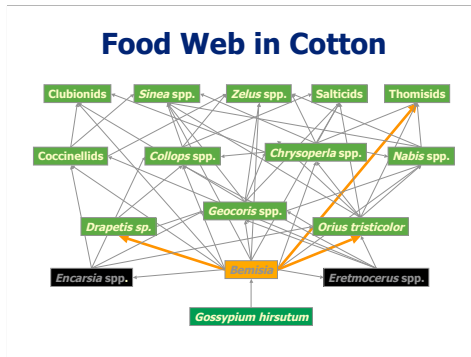 Food Web in Cotton
Clubionids
Sinea spp.
Zelus spp.
Salticids
Thomisids
Coccinellids
Collops spp.
Chrysoperla spp.
Nabis spp.
Geocoris spp.
Drapetis sp.
Orius tristicolor
Encarsia spp.
Bemisia
Eretmocerus spp.
Gossypium hirsutum